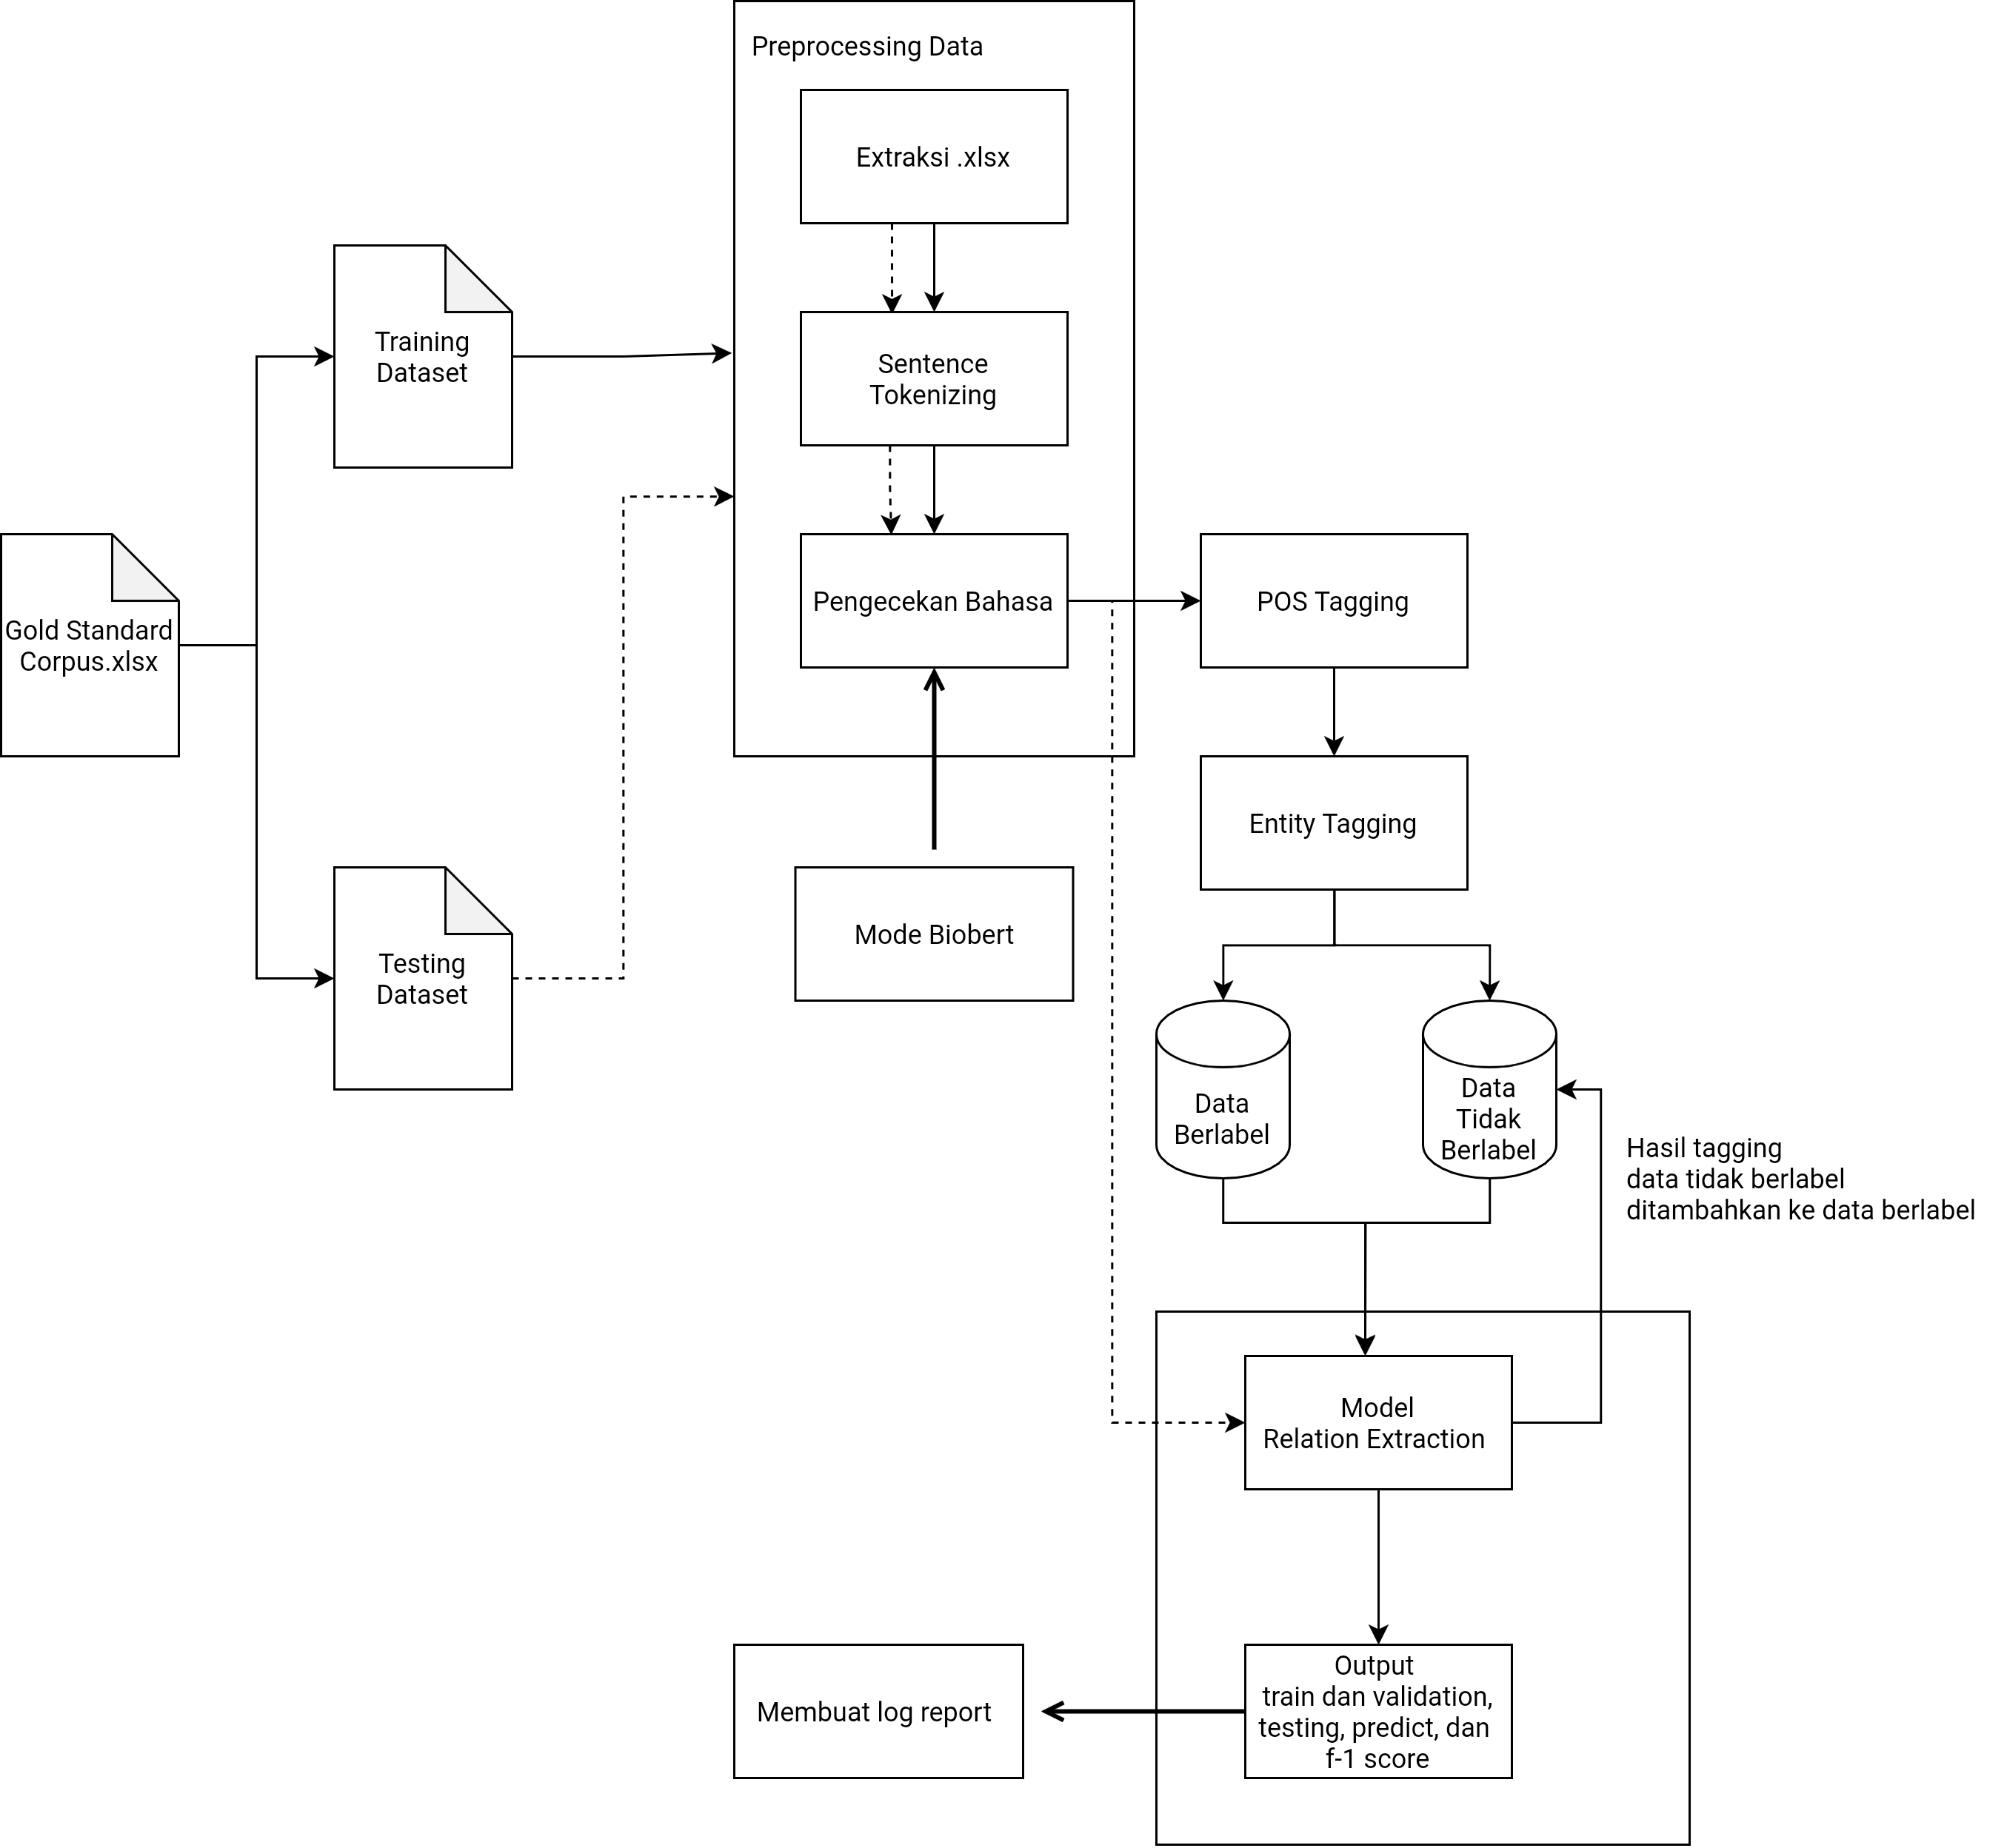 Preprocessing Data
Extraksi .xlsx
Training
Dataset
Sentence
Tokenizing
Gold Standard
Corpus.xlsx
Pengecekan Bahasa
POS Tagging
Entity Tagging
Mode Biobert
Testing
Dataset
Data
Berlabel
Data
Tidak
Berlabel
Hasil tagging
data tidak berlabel
ditambahkan ke data berlabel
Model
Relation Extraction
Output
train dan validation,
testing, predict, dan
f-1 score
Membuat log report